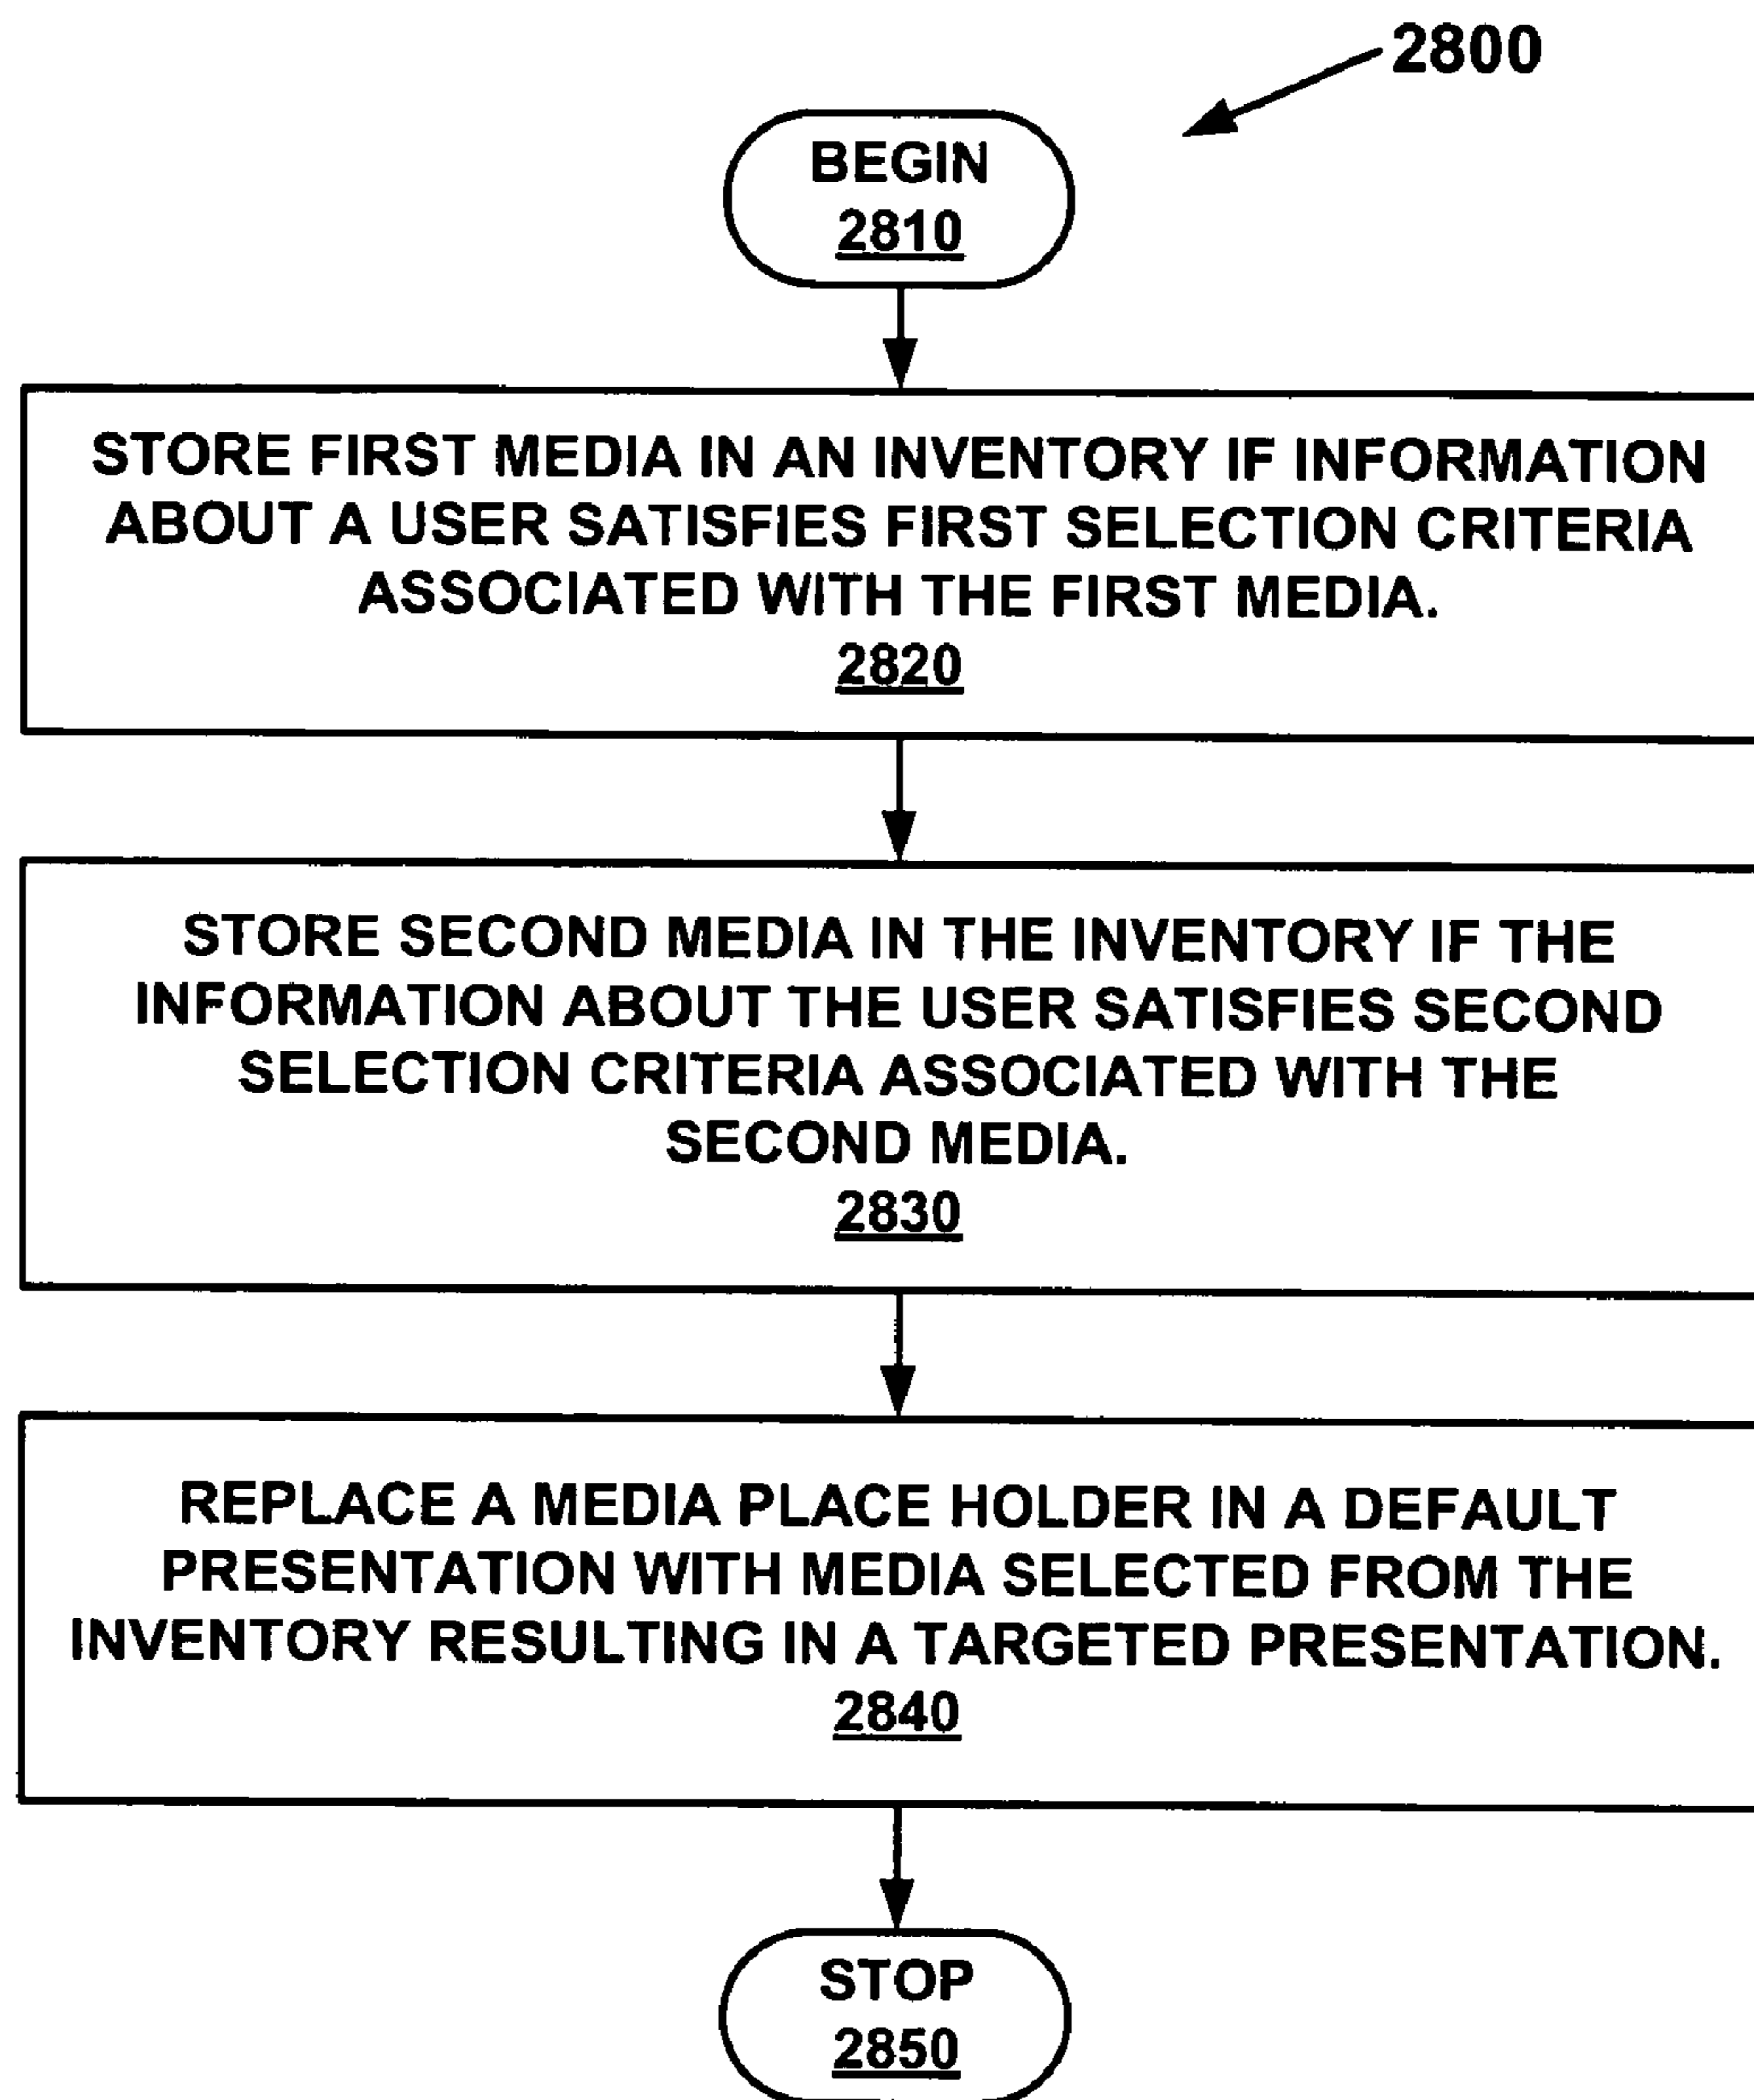 2800
BEGIN
2810
STORE FIRST MEDIA IN AN INVENTORY IF INFORMATION
ABOUT A USER SATISFIES FIRST SELECTION CRITERIA
ASSOCIATED WITH THE FIRST MEDIA.
2820
STORE SECOND MEDIA IN THE INVENTORY IF THE
INFORMATION ABOUT THE USER SATISFIES SECOND
SELECTION CRITERIA ASSOCIATED WITH THE
SECOND MEDIA.
2830
REPLACE A MEDIA PLACE HOLDER IN A DEFAULT
PRESENTATION WITH MEDIA SELECTED FROM THE
INVENTORY RESULTING IN A TARGETED PRESENTATION.
2840
STOP
2850